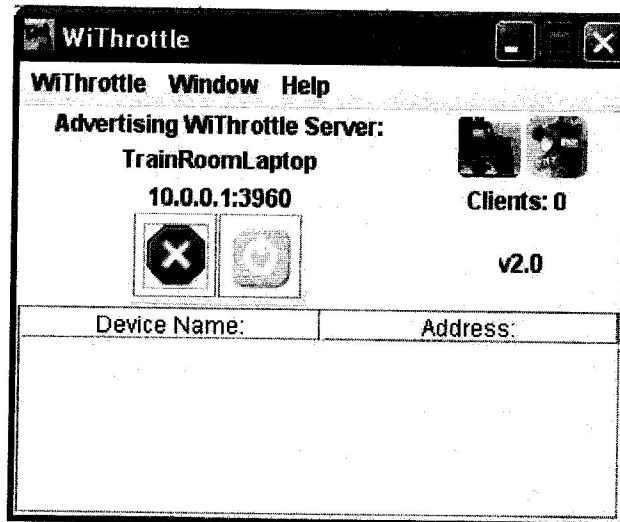 WiThrottle
WiThrottle Window Help
Advertising WiThrottle Server:
TrainRoomLaptop
10.0.0.1:3960
Clients: 0
v2.0
Device Name: Address: